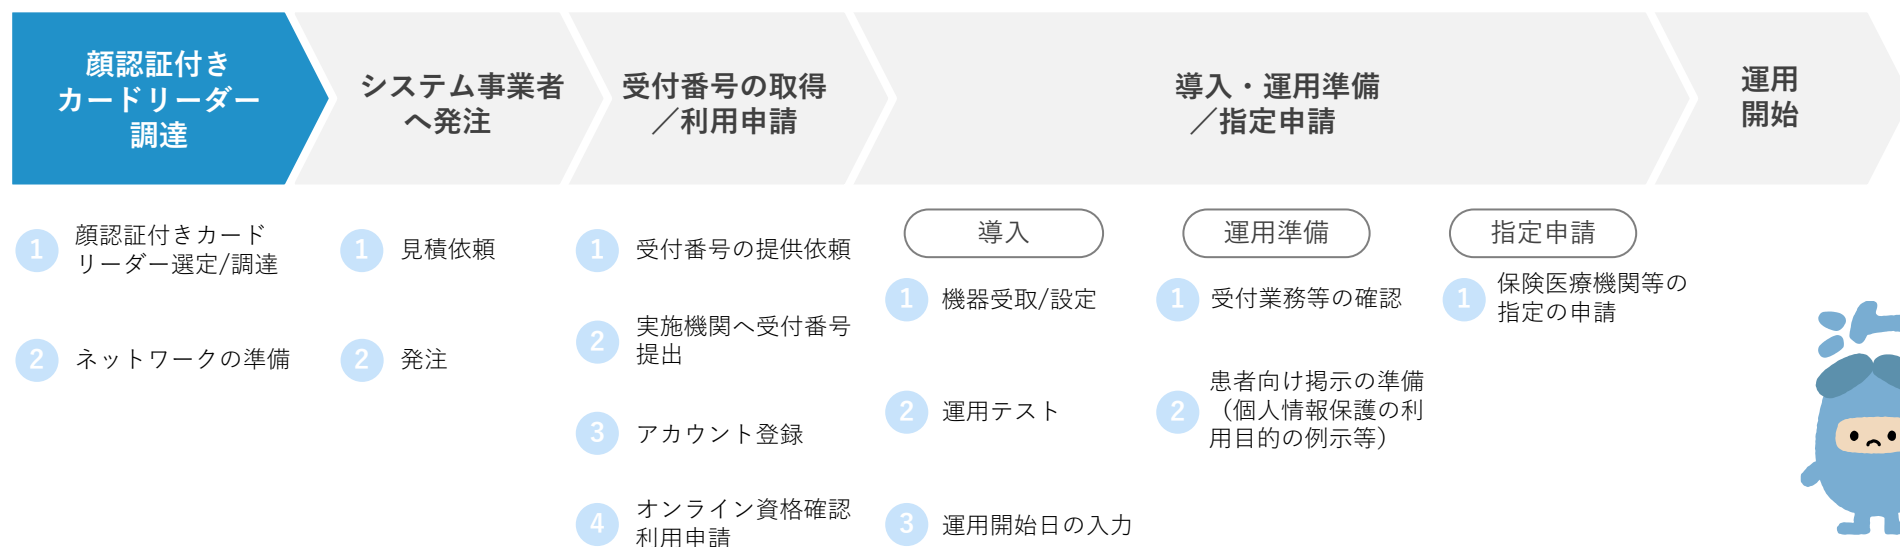 顔認証付き
カードリーダー
調達
システム事業者
へ発注
受付番号の取得
／利用申請
導入・運用準備
／指定申請
運用
開始
1
顔認証付きカード
リーダー選定/調達
2
ネットワークの準備
1
見積依頼
2
発注
1
受付番号の提供依頼
2
実施機関へ受付番号
提出
3
アカウント登録
4
オンライン資格確認
利用申請
導入
1
機器受取/設定
2
運用テスト
3
運用開始日の入力
運用準備
1
受付業務等の確認
2
患者向け掲示の準備
（個人情報保護の利
用目的の例示等）
指定申請
1
保険医療機関等の
指定の申請